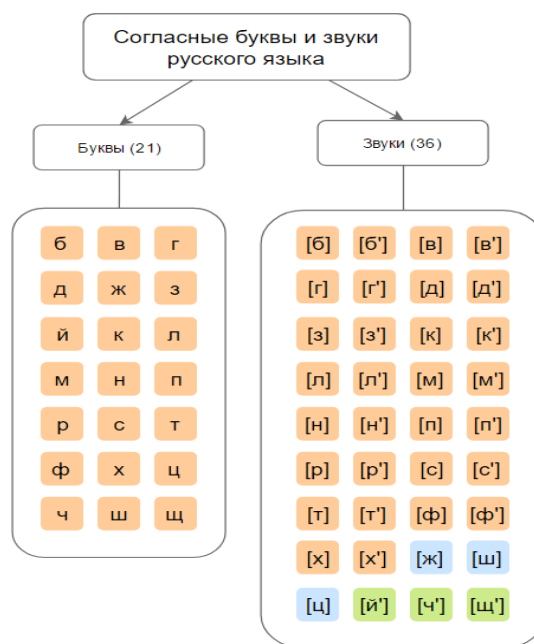 Согласные буквы и звуки
русского языка
Буквы (21)
Звуки (36)
б в г
д ж з
й к л
м н п
р с т
ф х ц
ч ш щ
[б] [б'] [в] [в']
[г] [г'] [д] [д']
[з] [з'] [к] [к']
[л] [л'] [м] [м']
[н] [н'] [п] [п']
[р] [р'] [с] [с']
[т] [т'] [ф] [ф']
[х] [х'] [ж] [ш]
[ц] [й'] [ч'] [щ']